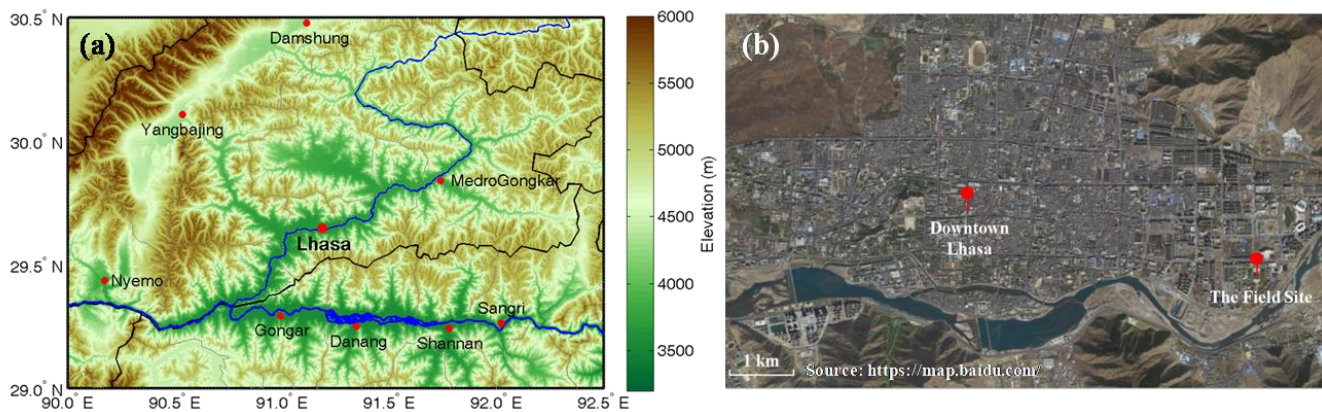 (a)
Damshung
Yangbajing
MedroGongkar
Lhasa
Nyemo
Gongar
Danang
Shannan
Sangri
30.5° N
30.0° N
29.5° N
29.0° N
90.0° E
90.5° E
91.0° E
91.5° E
92.0° E
92.5° E
6000
5500
5000
4500
4000
3500
Elevation (m)
(b)
Downtown
Lhasa
The Field Site
1 km
Source: https://map.baidu.com/